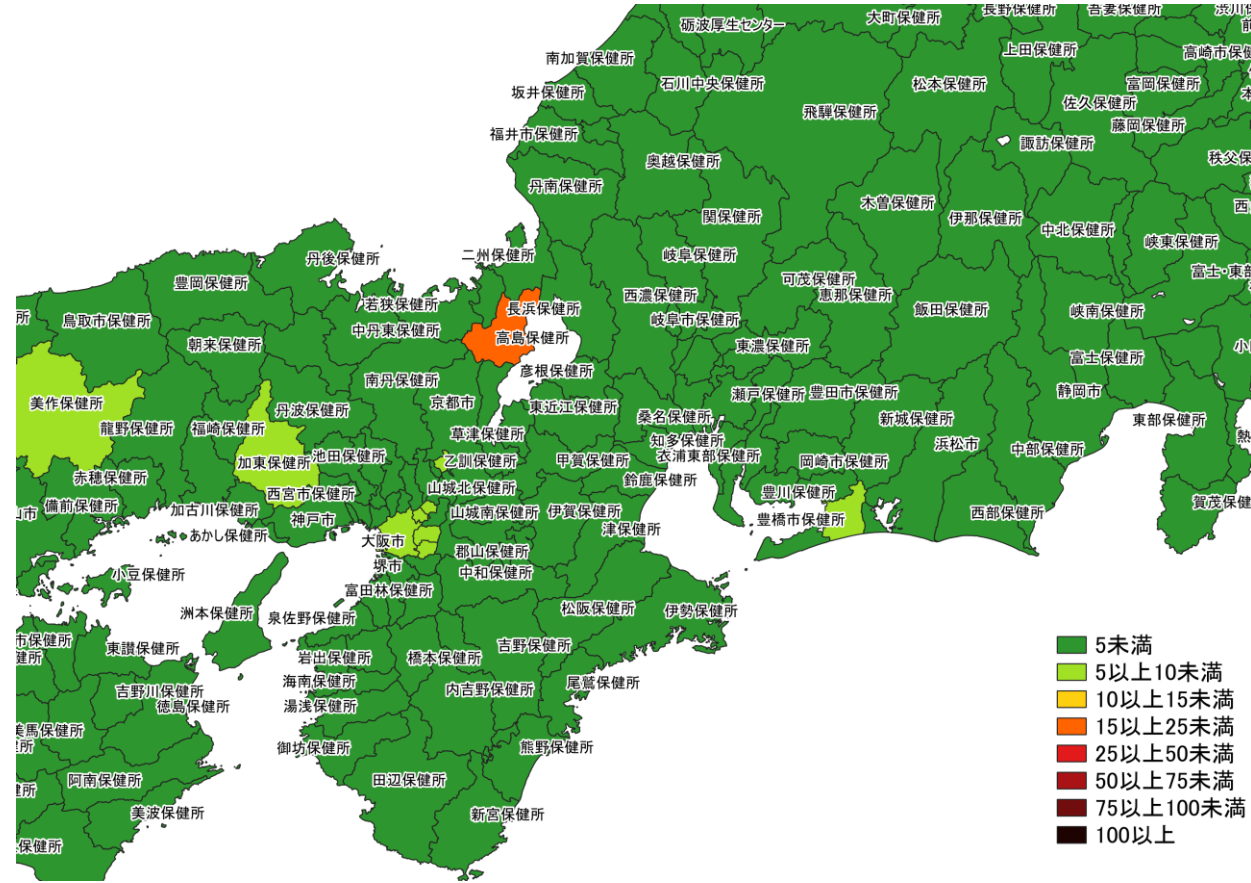 砺波厚生センター
大町保健所
長野保健所
吾妻保健所
渋川保
前
南加賀保健所
石川中央保健所
松本保健所
上田保健所
高崎市保健
坂井保健所
飛騨保健所
佐久保健所
富岡保健所
本
福井市保健所
諏訪保健所
藤岡保健所
奥越保健所
秩父保
丹南保健所
関保健所
木曽保健所
伊那保健所
中北保健所
西
峡東保健所
丹後保健所
二州保健所
岐阜保健所
富士・東部
豊岡保健所
若狭保健所
長浜保健所
西濃保健所
可茂保健所
恵那保健所
飯田保健所
峡南保健所
所
鳥取市保健所
中丹東保健所
高島保健所
岐阜市保健所
朝来保健所
東濃保健所
富士保健所
小
南丹保健所
彦根保健所
瀬戸保健所
豊田市保健所
静岡市
美作保健所
京都市
東近江保健所
丹波保健所
桑名保健所
新城保健所
東部保健所
龍野保健所
福崎保健所
草津保健所
知多保健所
浜松市
中部保健所
熱
加東保健所
池田保健所
乙訓保健所
甲賀保健所
衣浦東部保健所
岡崎市保健所
赤穂保健所
西宮市保健所
山城北保健所
鈴鹿保健所
豊川保健所
賀茂保健
山市
備前保健所
加古川保健所
神戸市
山城南保健所
伊賀保健所
豊橋市保健所
西部保健所
あかし保健所
大阪市
津保健所
郡山保健所
堺市
中和保健所
小豆保健所
富田林保健所
洲本保健所
泉佐野保健所
松阪保健所
伊勢保健所
市保健所
健所
東讃保健所
岩出保健所
橋本保健所
吉野保健所
5未満
海南保健所
尾鷲保健所
5以上10未満
吉野川保健所
内吉野保健所
10以上15未満
徳島保健所
湯浅保健所
15以上25未満
美馬保健所
所
御坊保健所
熊野保健所
25以上50未満
阿南保健所
田辺保健所
50以上75未満
健所
美波保健所
新宮保健所
75以上100未満
100以上
保健所